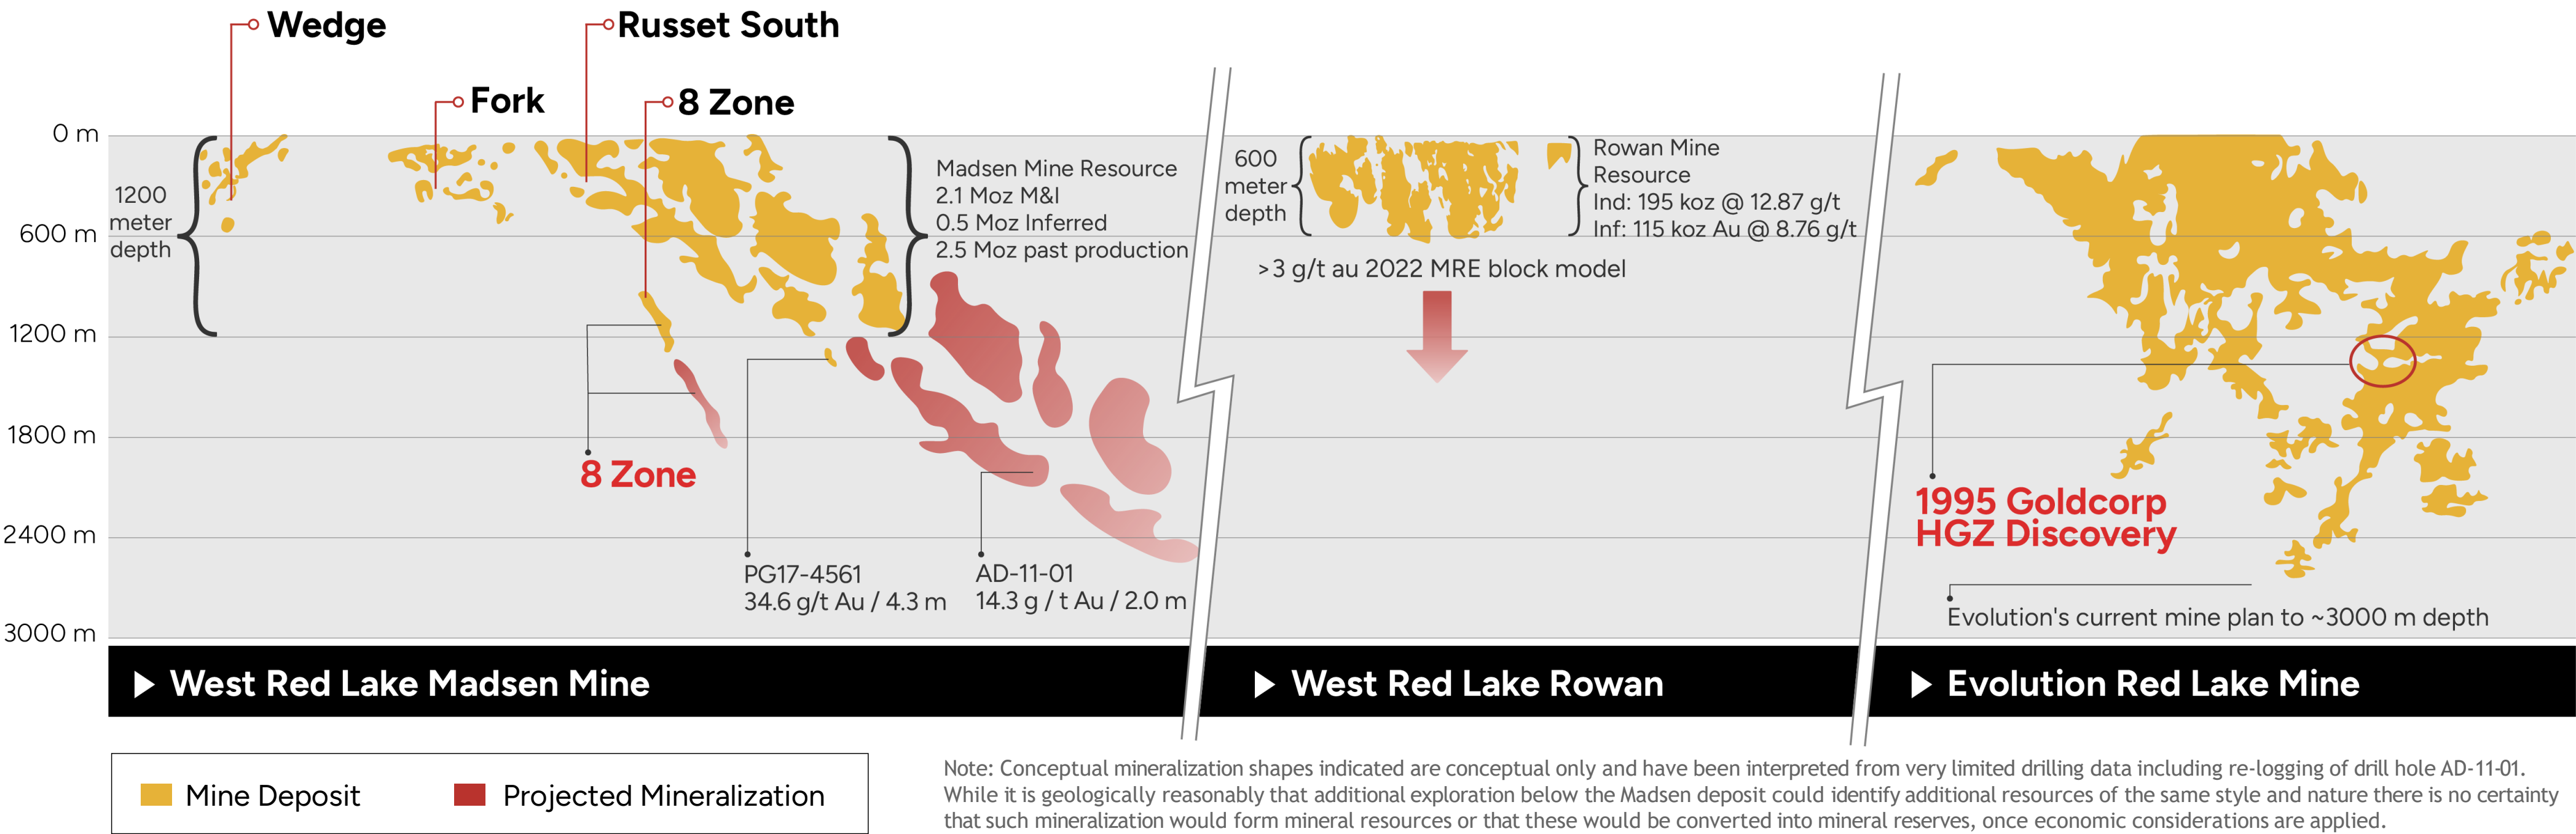 Wedge
Russet South
Fork
8 Zone
0 m
600 m
1200 m
1800 m
2400 m
3000 m
1200
meter
depth
Madsen Mine Resource
2.1 Moz M&I
0.5 Moz Inferred
2.5 Moz past production
8 Zone
PG17-4561
34.6 g/t Au / 4.3 m
AD-11-01
14.3 g / t Au / 2.0 m
600
meter
depth
Rowan Mine
Resource
Ind: 195 koz @ 12.87 g/t
Inf: 115 koz Au @ 8.76 g/t
>3 g/t au 2022 MRE block model
1995 Goldcorp
HGZ Discovery
Evolution's current mine plan to ~3000 m depth
West Red Lake Madsen Mine
West Red Lake Rowan
Evolution Red Lake Mine
Mine Deposit
Projected Mineralization
Note: Conceptual mineralization shapes indicated are conceptual only and have been interpreted from very limited drilling data including re-logging of drill hole AD-11-01.
While it is geologically reasonably that additional exploration below the Madsen deposit could identify additional resources of the same style and nature there is no certainty
that such mineralization would form mineral resources or that these would be converted into mineral reserves, once economic considerations are applied.